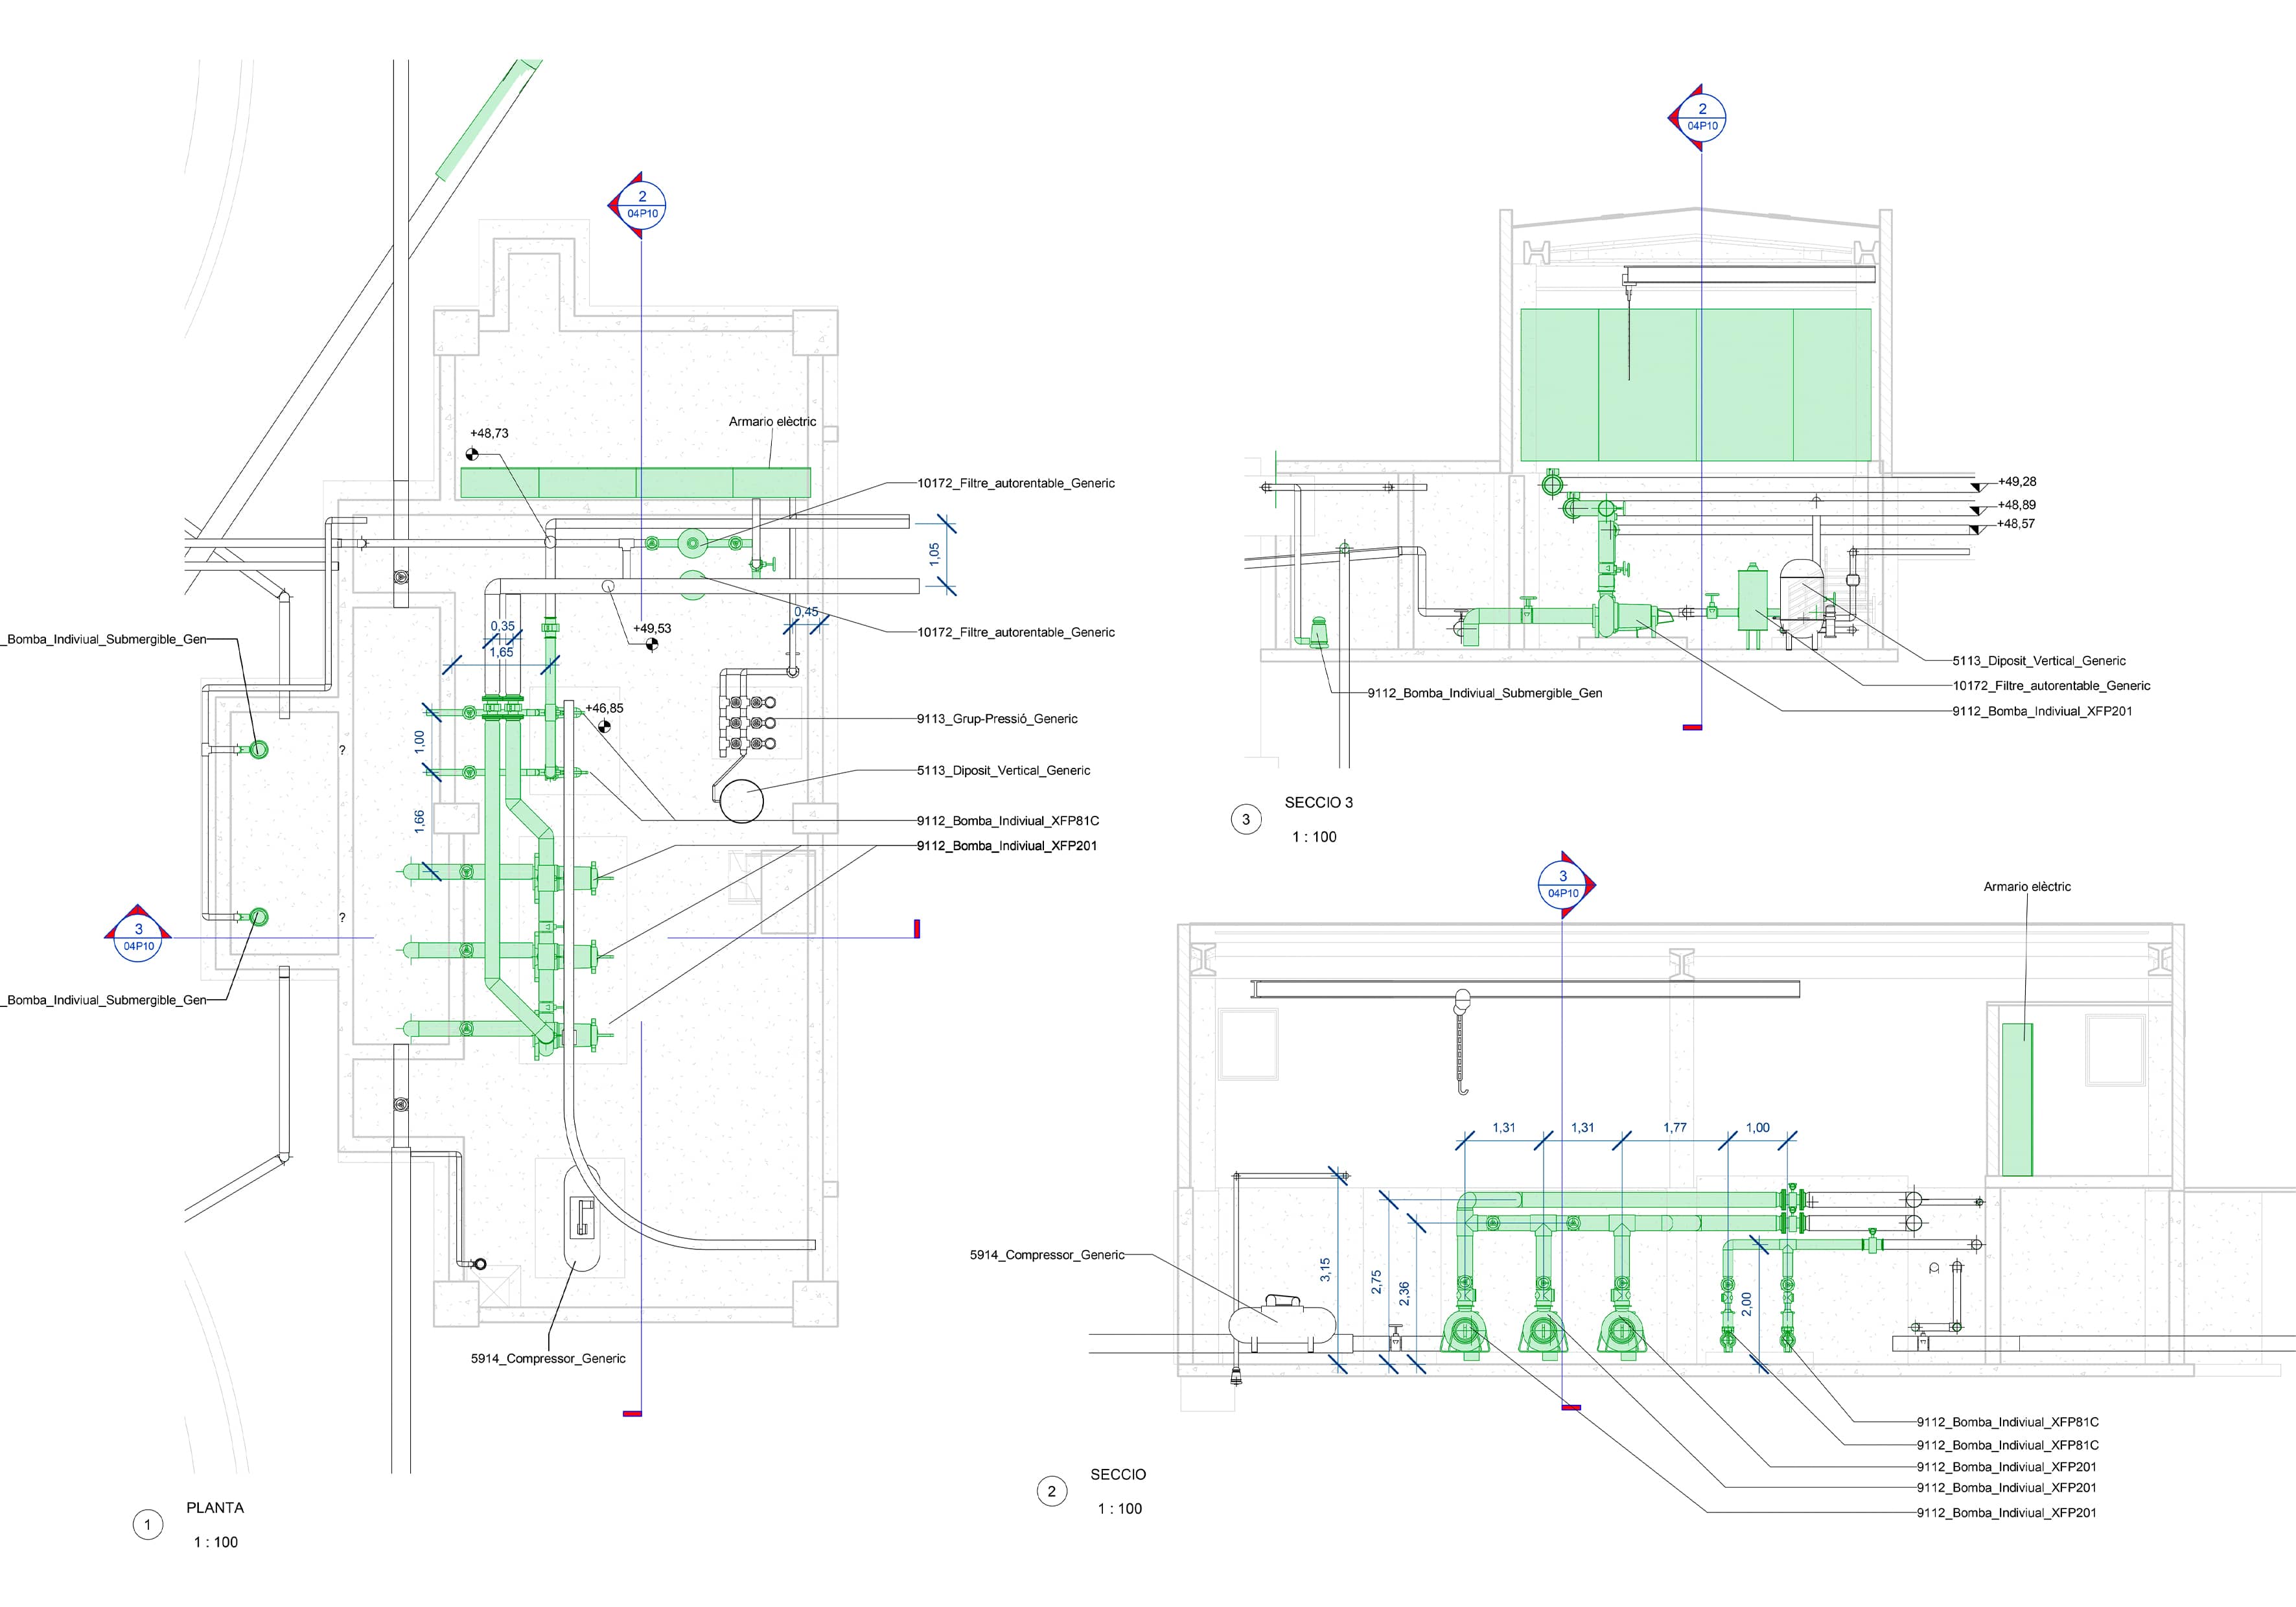 2
04P10
+48,73
Armario elèctric
10172_Filtre_autorentable_Generic
1,05
0,45
0,35
1,65
+49,53
10172_Filtre_autorentable_Generic
_Bomba_Indiviual_Submergible_Gen
+46,85
9113_Grup-Pressió_Generic
1,00
?
5113_Diposit_Vertical_Generic
1,66
9112_Bomba_Indiviual_XFP81C
9112_Bomba_Indiviual_XFP201
?
3
04P10
_Bomba_Indiviual_Submergible_Gen
5914_Compressor_Generic
1
PLANTA
1 : 100
2
04P10
+49,28
+48,89
+48,57
5113_Diposit_Vertical_Generic
10172_Filtre_autorentable_Generic
9112_Bomba_Indiviual_XFP201
9112_Bomba_Indiviual_Submergible_Gen
3
SECCIO 3
1 : 100
3
04P10
Armario elèctric
1,31
1,31
1,77
1,00
5914_Compressor_Generic
3,15
2,75
2,36
2,00
9112_Bomba_Indiviual_XFP81C
9112_Bomba_Indiviual_XFP81C
9112_Bomba_Indiviual_XFP201
9112_Bomba_Indiviual_XFP201
9112_Bomba_Indiviual_XFP201
2
SECCIO
1 : 100